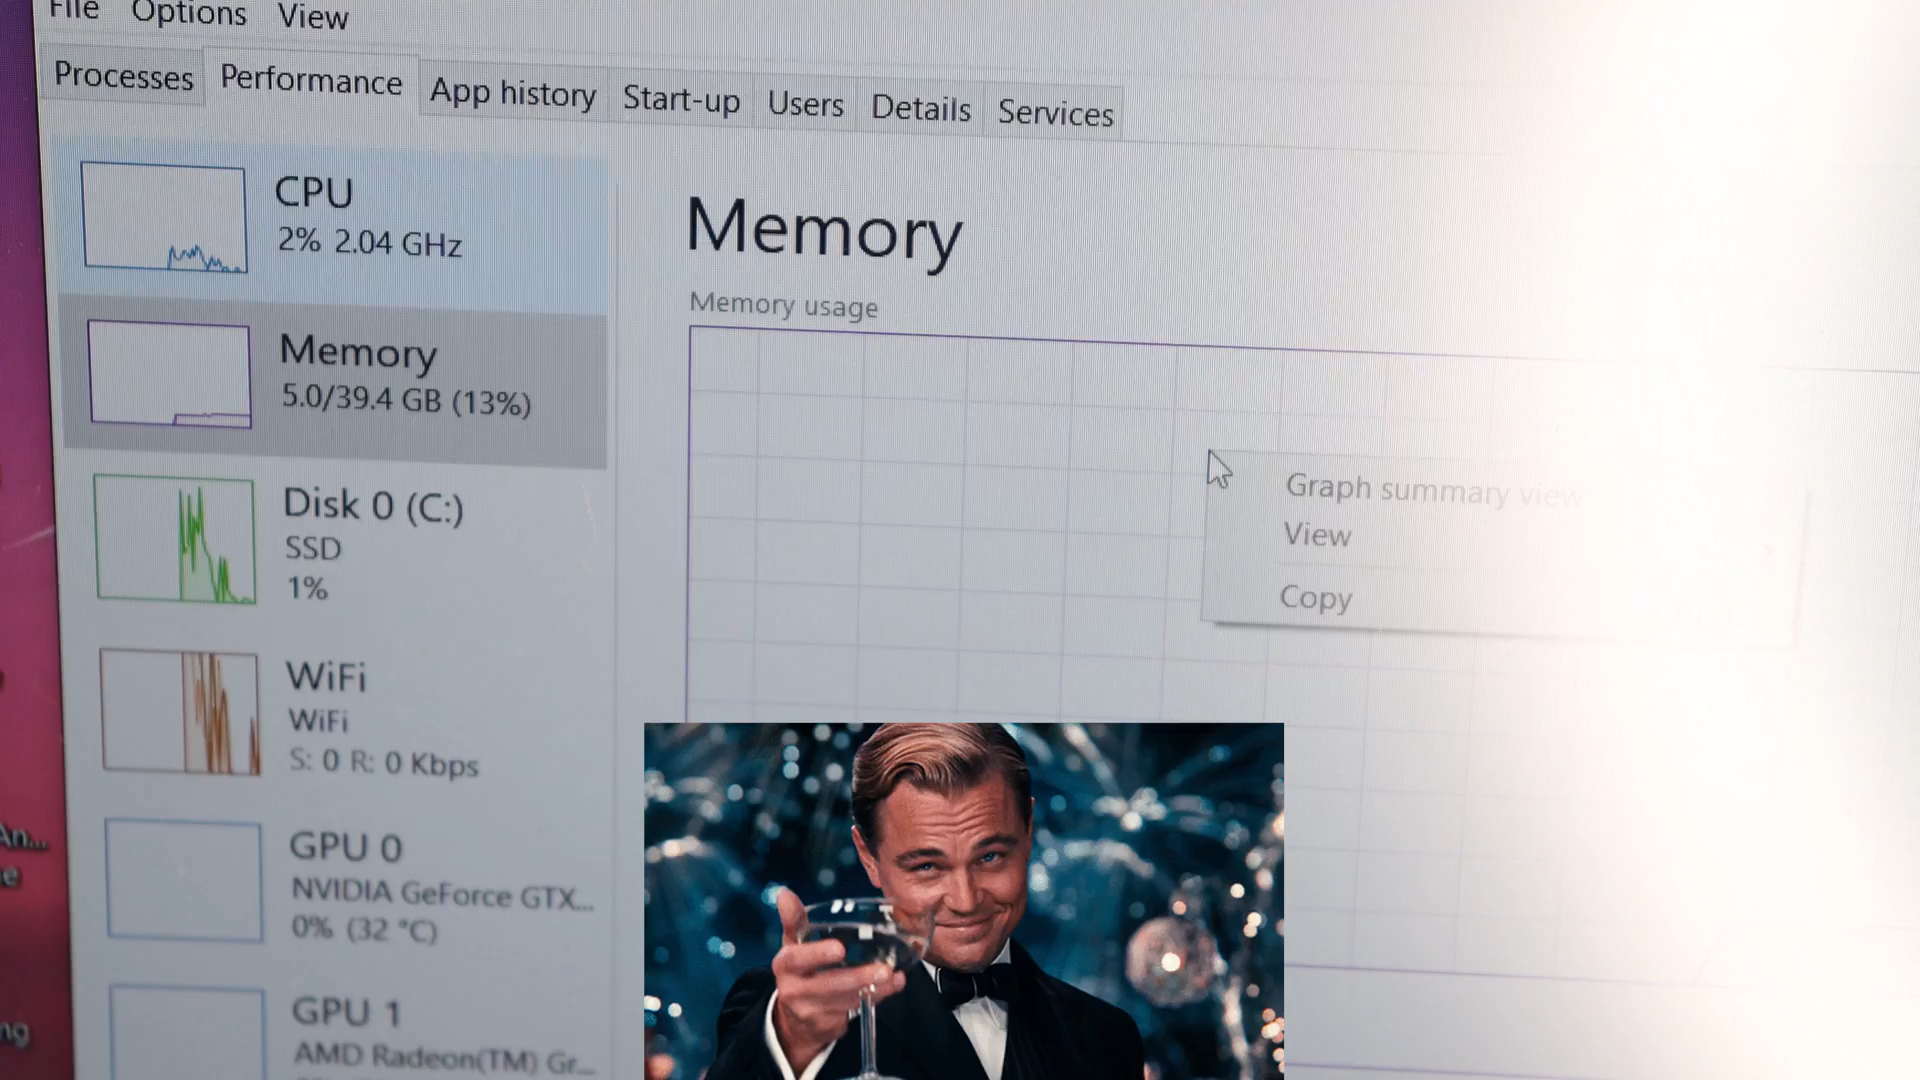 File Options View
Processes Performance App history Start-up Users Details Services
CPU
2% 2.04 GHz
Memory
5.0/39.4 GB (13%)
Disk 0 (C:)
SSD
1%
WiFi
WiFi
S: 0 R: 0 Kbps
GPU 0
NVIDIA GeForce GTX...
0% (32 °C)
GPU 1
AMD Radeon(TM) Gr...
Memory
Memory usage
Graph summary view
View
Copy
An...